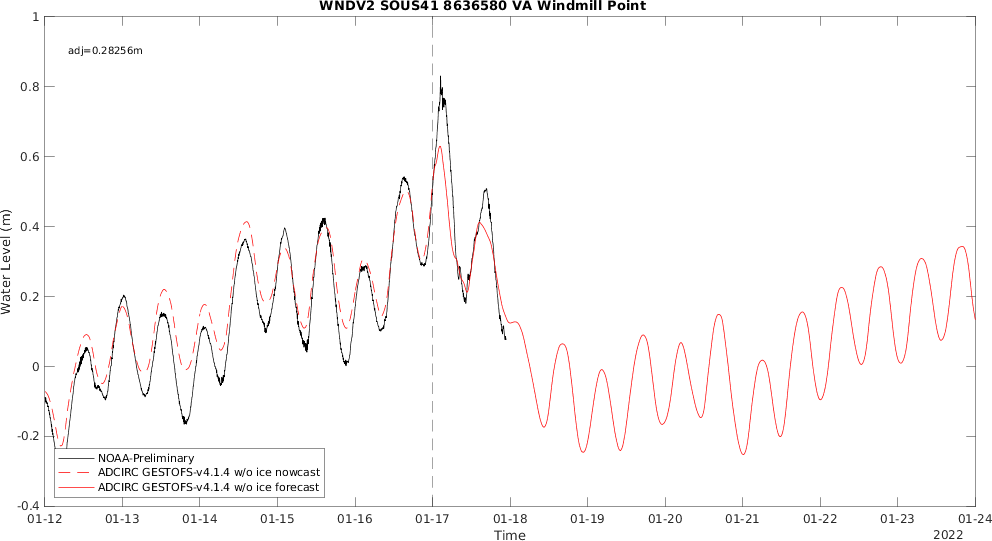 WNDV2 SOUS41 8636580 VA Windmill Point
1
adj=0.28256m
0.8
0.6
0.4
0.2
0
-0.2
-0.4
Water Level (m)
NOAA-Preliminary
ADCIRC GESTOFS-v4.1.4 w/o ice nowcast
ADCIRC GESTOFS-v4.1.4 w/o ice forecast
01-12 01-13 01-14 01-15 01-16 01-17 01-18 01-19 01-20 01-21 01-22 01-23 01-24
Time
2022